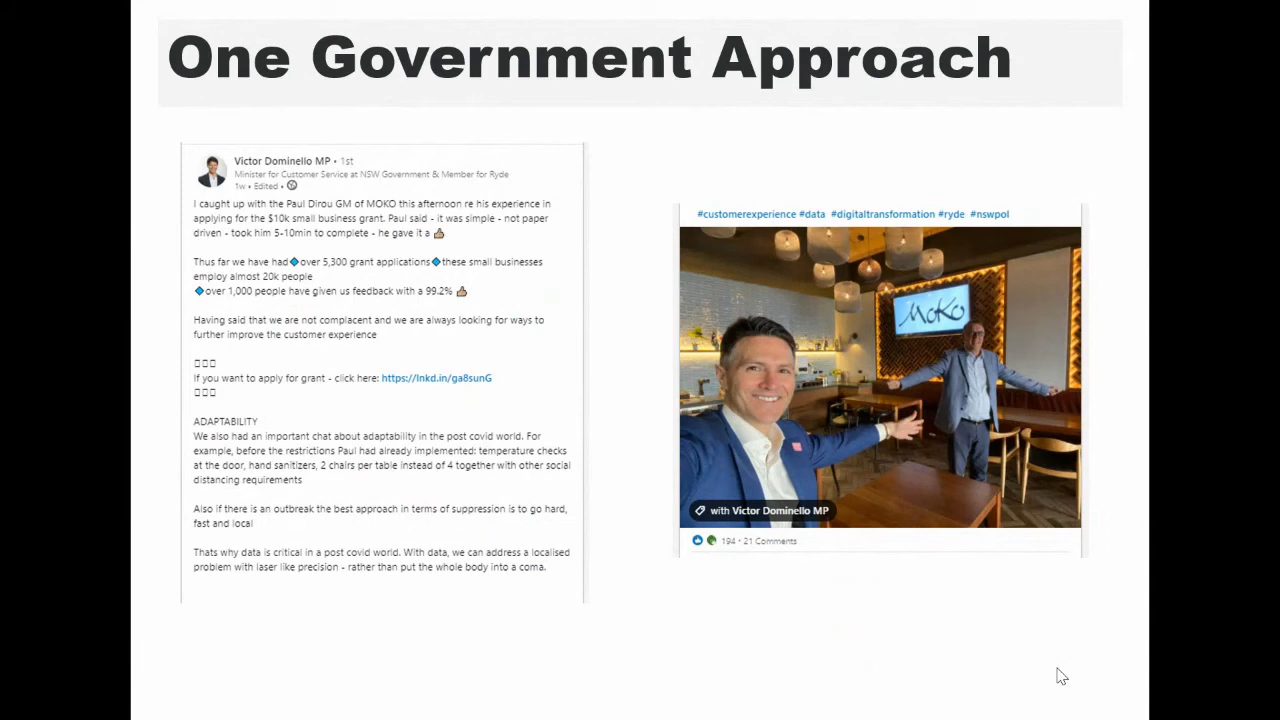 One Government Approach
Victor Dominello MP • 1st
Minister for Customer Service at NSW Government & Member for Ryde
1w • Edited •
I caught up with the Paul Dirou GM of MOKO this afternoon re his experience in
applying for the $10k small business grant. Paul said - it was simple - not paper
driven - took him 5-10min to complete - he gave it a 👍
Thus far we have had🔹over 5,300 grant applications🔹these small businesses
employ almost 20k people
🔹over 1,000 people have given us feedback with a 99.2% 👍
Having said that we are not complacent and we are always looking for ways to
further improve the customer experience
If you want to apply for grant - click here: https://lnkd.in/ga8sunG
ADAPTABILITY
We also had an important chat about adaptability in the post covid world. For
example, before the restrictions Paul had already implemented: temperature checks
at the door, hand sanitizers, 2 chairs per table instead of 4 together with other social
distancing requirements
Also if there is an outbreak the best approach in terms of suppression is to go hard,
fast and local
Thats why data is critical in a post covid world. With data, we can address a localised
problem with laser like precision - rather than put the whole body into a coma.
#customerexperience #data #digitaltransformation #ryde #nswpol
MOKO
with Victor Dominello MP
194 • 21 Comments